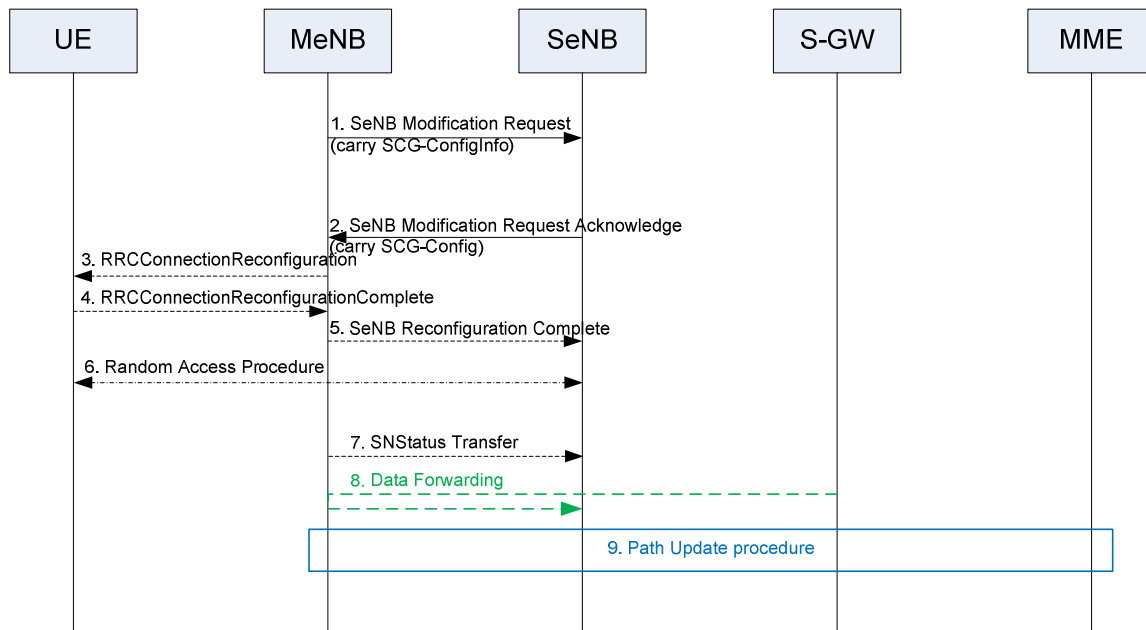 UE
MeNB
SeNB
S-GW
MME
1. SeNB Modification Request
(carry SCG-ConfigInfo)
2. SeNB Modification Request Acknowledge
(carry SCG-Config)
3. RRCConnectionReconfiguration
4. RRCConnectionReconfigurationComplete
5. SeNB Reconfiguration Complete
6. Random Access Procedure
7. SNStatus Transfer
8. Data Forwarding
9. Path Update procedure